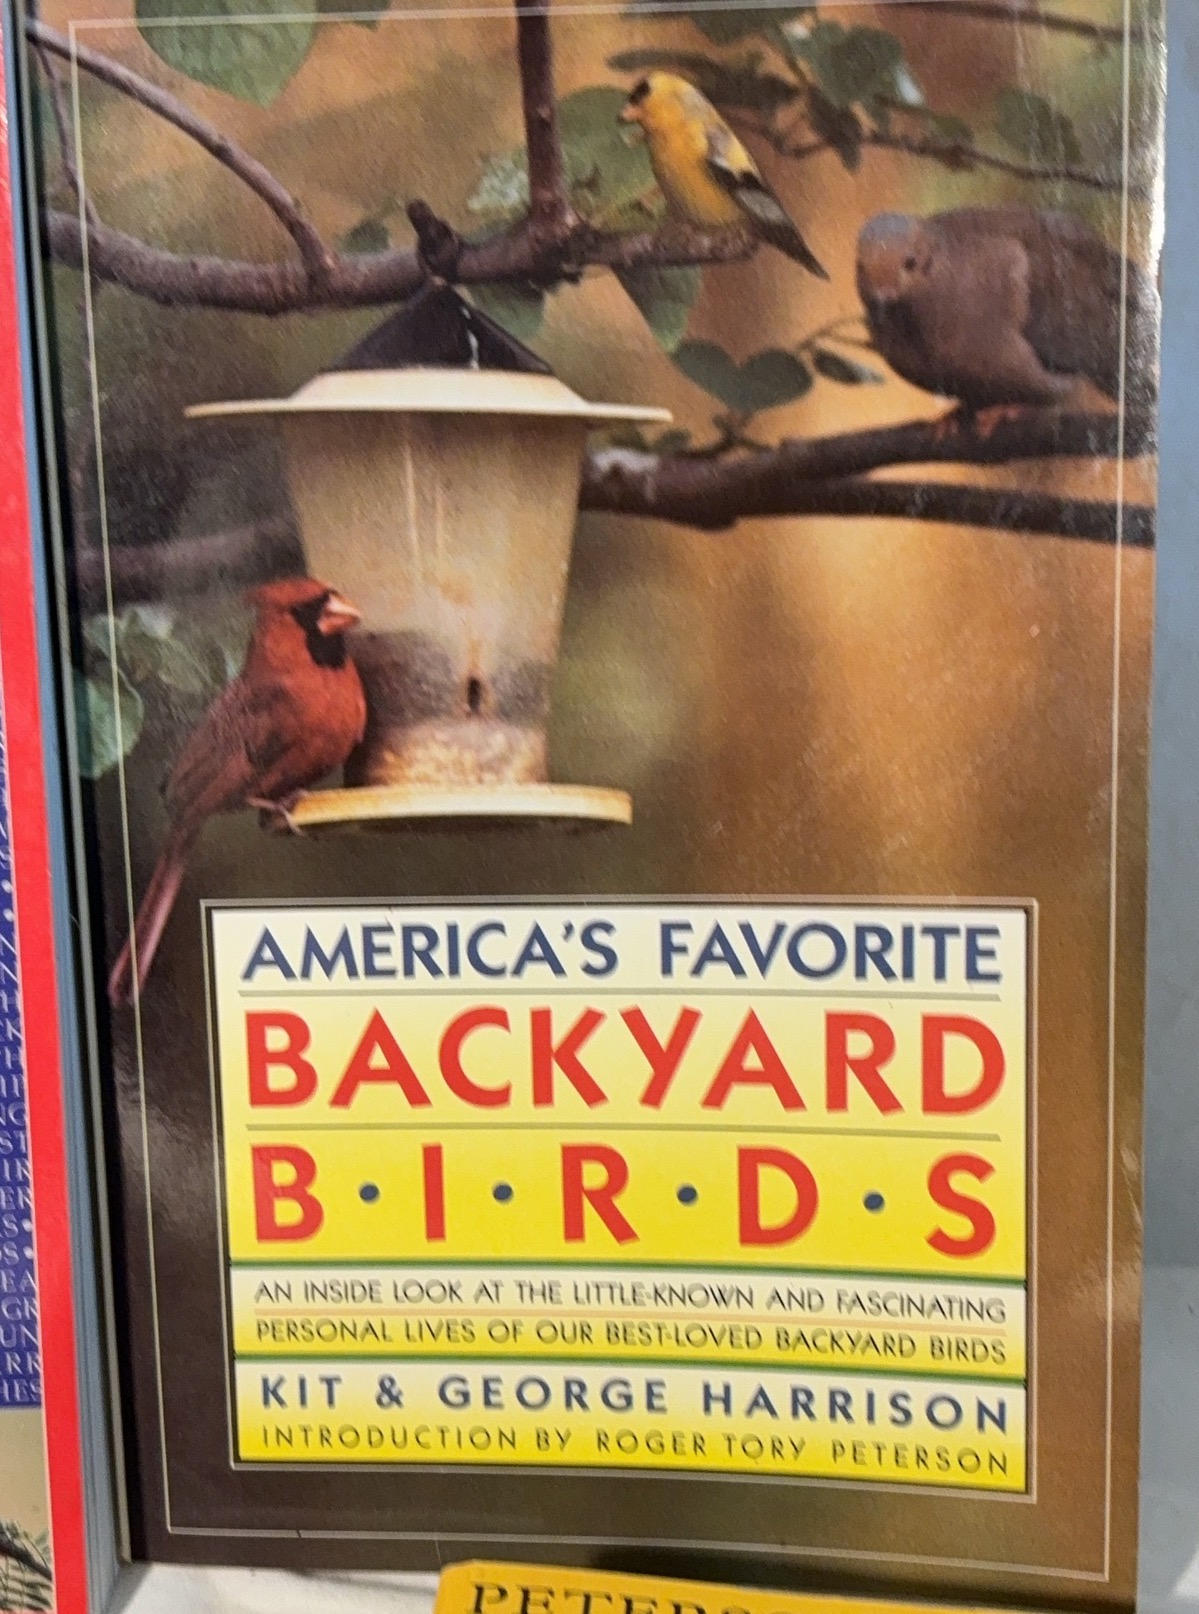 AMERICA'S FAVORITE
BACKYARD
B•I•R•D•S
AN INSIDE LOOK AT THE LITTLE-KNOWN AND FASCINATING
PERSONAL LIVES OF OUR BEST-LOVED BACKYARD BIRDS
KIT & GEORGE HARRISON
INTRODUCTION BY ROGER TORY PETERSON